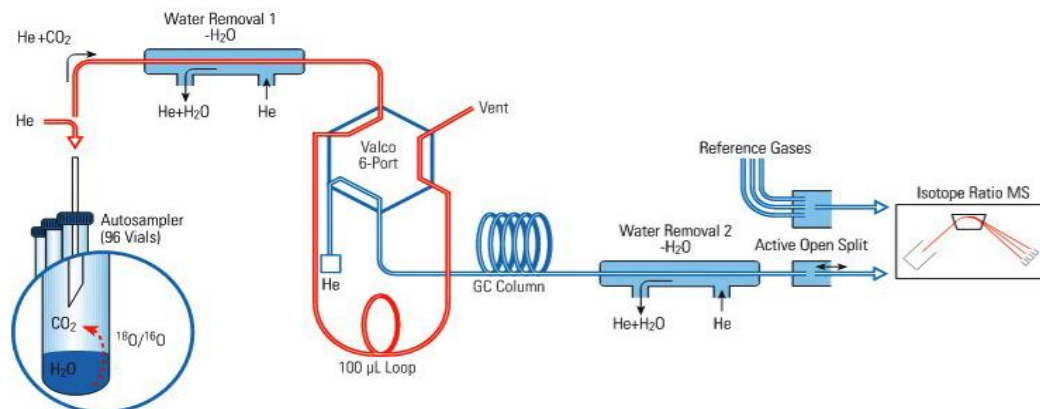 Water Removal 1
-H₂O
He+CO₂
He+H₂O
He
He
Vent
Valco
6-Port
Autosampler
(96 Vials)
CO₂
¹⁸O/¹⁶O
H₂O
He
100 µL Loop
GC Column
Water Removal 2
-H₂O
He+H₂O
He
Reference Gases
Active Open Split
Isotope Ratio MS